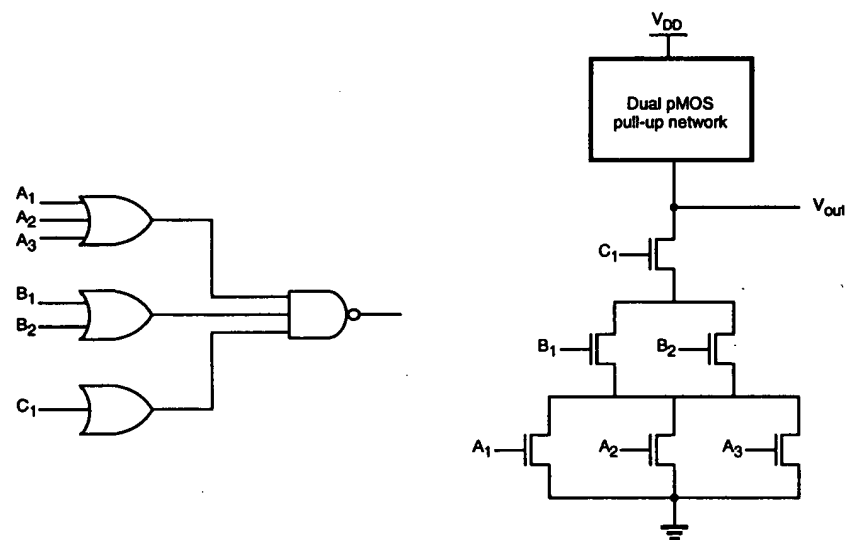 A1
A2
A3
B1
B2
C1
VDD
Dual pMOS
pull-up network
Vout
C1
B1
B2
A1
A2
A3